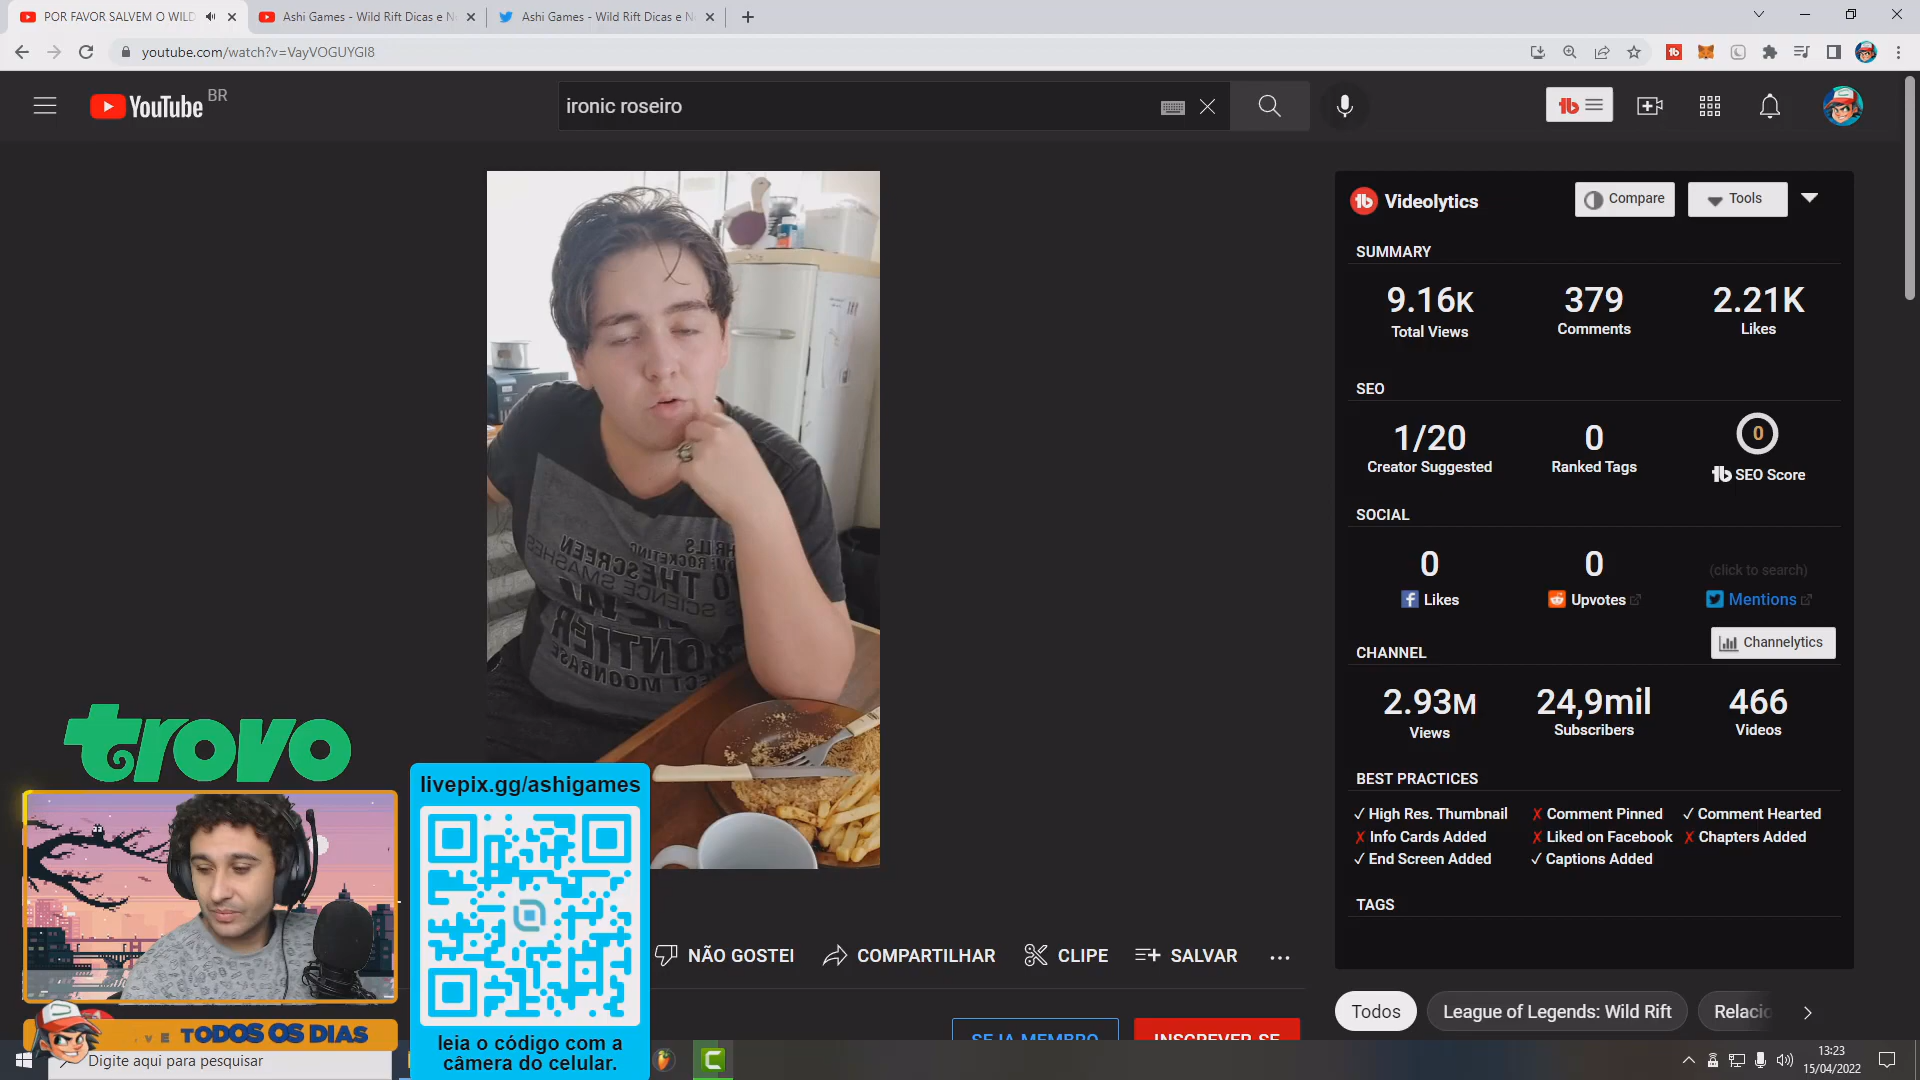 POR FAVOR SALVEM O WILD
Ashi Games - Wild Rift Dicas e N
Ashi Games - Wild Rift Dicas e N
youtube.com/watch?v=VayVOGUYGI8
YouTube BR
ironic roseiro
Videolytics
Compare
Tools
SUMMARY
9.16K
379
2.21K
Total Views
Comments
Likes
SEO
1/20
0
0
Creator Suggested
Ranked Tags
SEO Score
SOCIAL
0
0
(click to search)
Likes
Upvotes
Mentions
CHANNEL
Channelytics
2.93M
24,9mil
466
Views
Subscribers
Videos
BEST PRACTICES
✓ High Res. Thumbnail
✗ Comment Pinned
✓ Comment Hearted
✗ Info Cards Added
✗ Liked on Facebook
✗ Chapters Added
✓ End Screen Added
✓ Captions Added
TAGS
trovo
livepix.gg/ashigames
leia o código com a
câmera do celular.
NÃO GOSTEI
COMPARTILHAR
CLIPE
SALVAR
Todos
League of Legends: Wild Rift
SEJA MEMBRO
INSCREVER-SE
TODOS OS DIAS
Digite aqui para pesquisar
13:23
15/04/2022